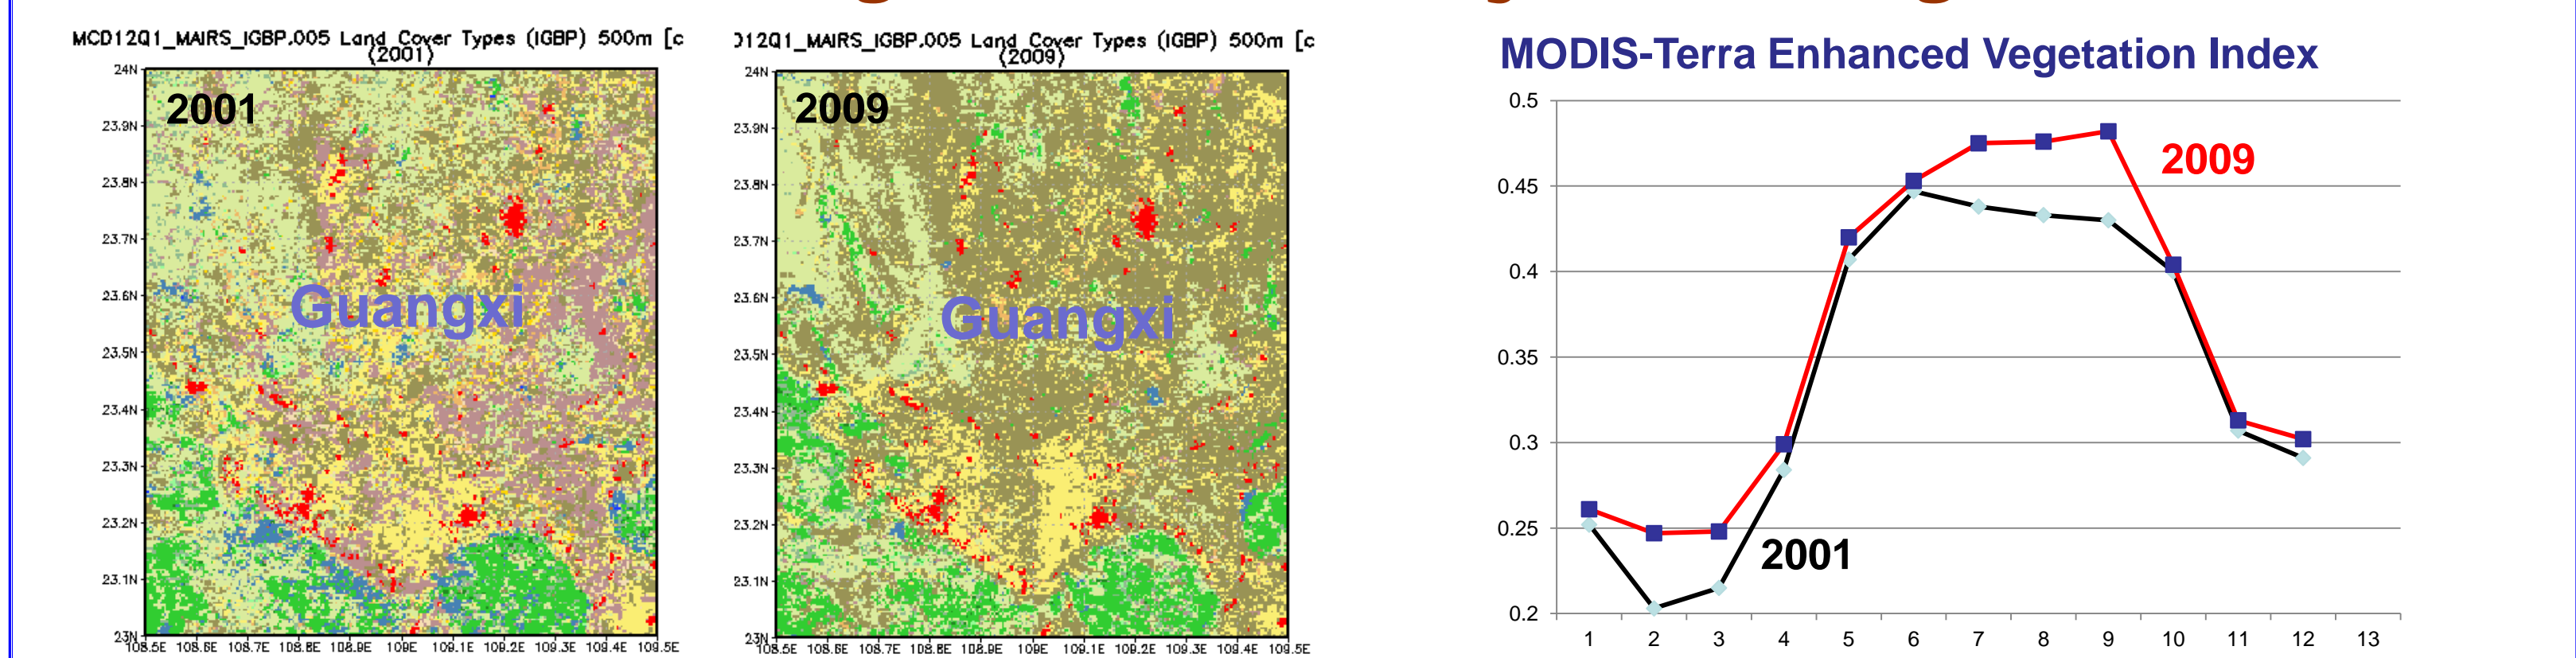 MCD12Q1_MAIRS_IGBP.005 Land Cover Types (IGBP) 500m [c
(2001)
24N
23.9N
23.8N
23.7N
23.6N
23.5N
23.4N
23.3N
23.2N
23.1N
23N
108.5E 108.6E 108.7E 108.8E 108.9E 109E 109.1E 109.2E 109.3E 109.4E 109.5E
2001
Guangxi
12Q1_MAIRS_IGBP.005 Land Cover Types (IGBP) 500m [c
(2009)
24N
23.9N
23.8N
23.7N
23.6N
23.5N
23.4N
23.3N
23.2N
23.1N
23N
108.5E 108.6E 108.7E 108.8E 108.9E 109E 109.1E 109.2E 109.3E 109.4E 109.5E
2009
Guangxi
MODIS-Terra Enhanced Vegetation Index
0.5
0.45
0.4
0.35
0.3
0.25
0.2
1 2 3 4 5 6 7 8 9 10 11 12 13
2009
2001